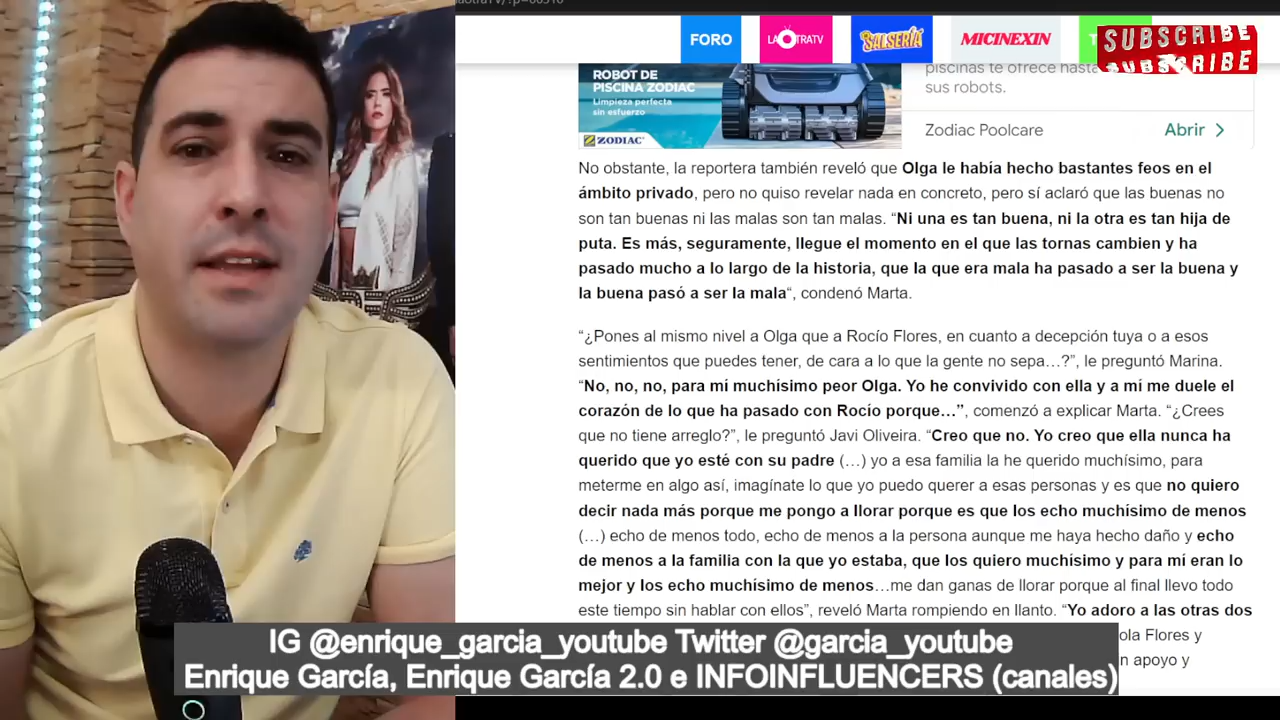 FORO
LA OTRATV
SALSERÍA
MICINEXIN
SUBSCRIBE
SUBSCRIBE
ROBOT DE
PISCINA ZODIAC
Limpieza perfecta
sin esfuerzo
ZODIAC
piscinas te ofrece hasta
sus robots.
Zodiac Poolcare
Abrir
No obstante, la reportera también reveló que Olga le había hecho bastantes feos en el
ámbito privado, pero no quiso revelar nada en concreto, pero sí aclaró que las buenas no
son tan buenas ni las malas son tan malas. “Ni una es tan buena, ni la otra es tan hija de
puta. Es más, seguramente, llegue el momento en el que las tornas cambien y ha
pasado mucho a lo largo de la historia, que la que era mala ha pasado a ser la buena y
la buena pasó a ser la mala“, condenó Marta.
“¿Pones al mismo nivel a Olga que a Rocío Flores, en cuanto a decepción tuya o a esos
sentimientos que puedes tener, de cara a lo que la gente no sepa…?”, le preguntó Marina.
“No, no, no, para mí muchísimo peor Olga. Yo he convivido con ella y a mí me duele el
corazón de lo que ha pasado con Rocío porque…”, comenzó a explicar Marta. “¿Crees
que no tiene arreglo?”, le preguntó Javi Oliveira. “Creo que no. Yo creo que ella nunca ha
querido que yo esté con su padre (…) yo a esa familia la he querido muchísimo, para
meterme en algo así, imagínate lo que yo puedo querer a esas personas y es que no quiero
decir nada más porque me pongo a llorar porque es que los echo muchísimo de menos
(…) echo de menos todo, echo de menos a la persona aunque me haya hecho daño y echo
de menos a la familia con la que yo estaba, que los quiero muchísimo y para mí eran lo
mejor y los echo muchísimo de menos…me dan ganas de llorar porque al final llevo todo
este tiempo sin hablar con ellos”, reveló Marta rompiendo en llanto. “Yo adoro a las otras dos
Flores y
apoyo y
IG @enrique_garcia_youtube Twitter @garcia_youtube
Enrique García, Enrique García 2.0 e INFOINFLUENCERS (canales)